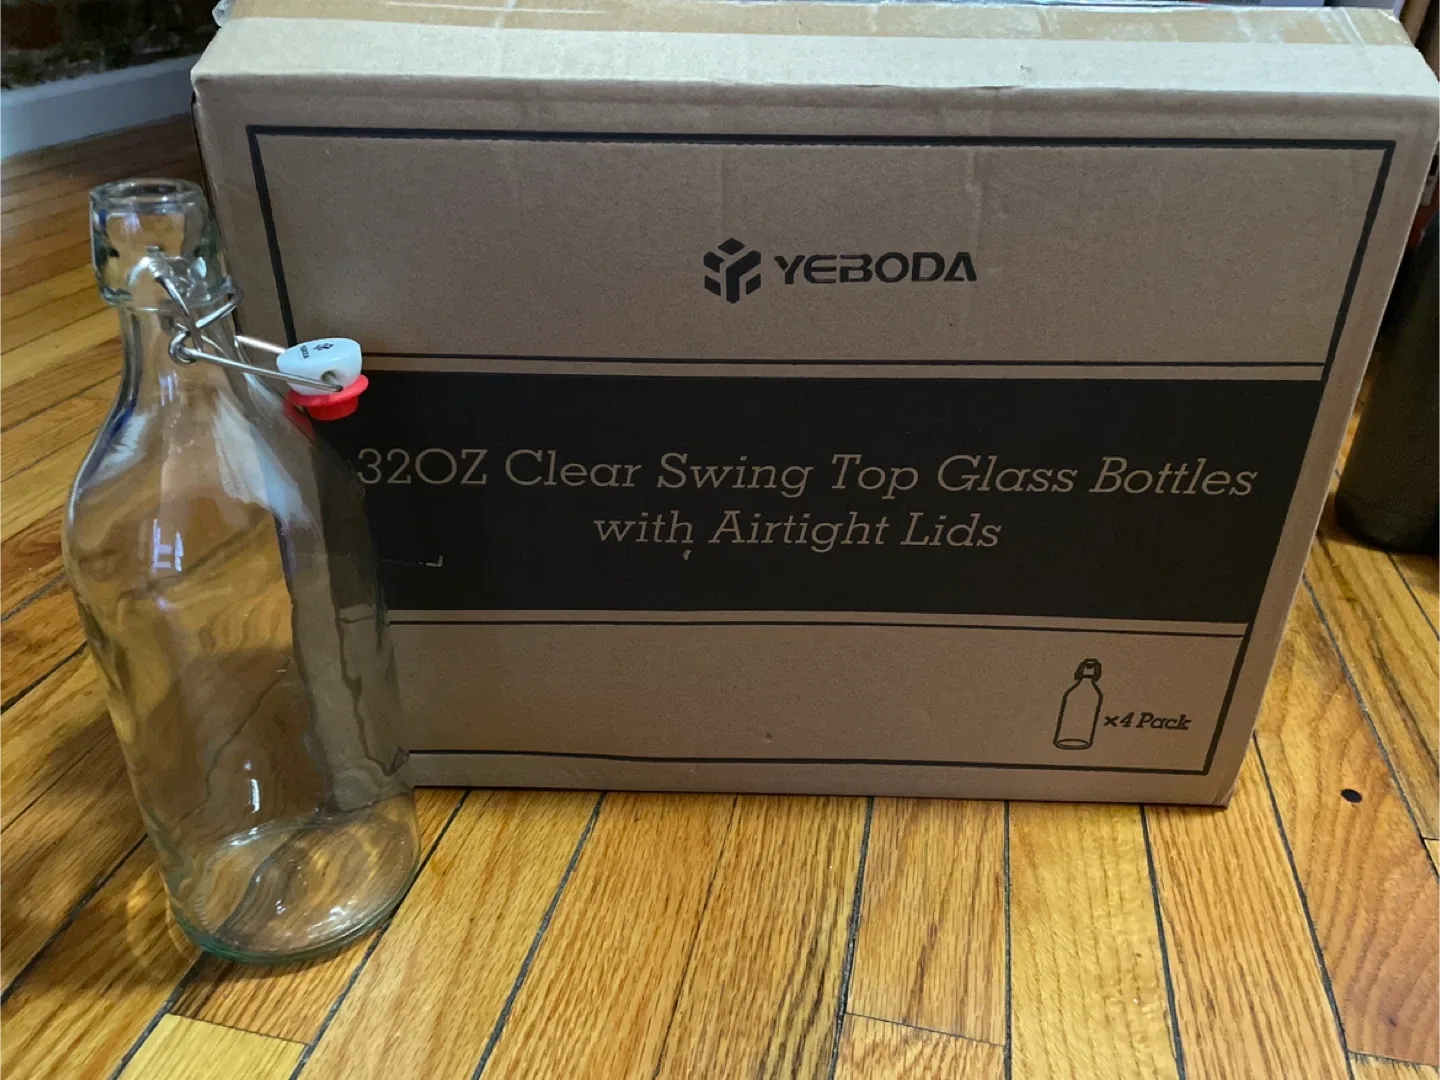 YEBODA
32OZ Clear Swing Top Glass Bottles
with Airtight Lids
×4 Pack